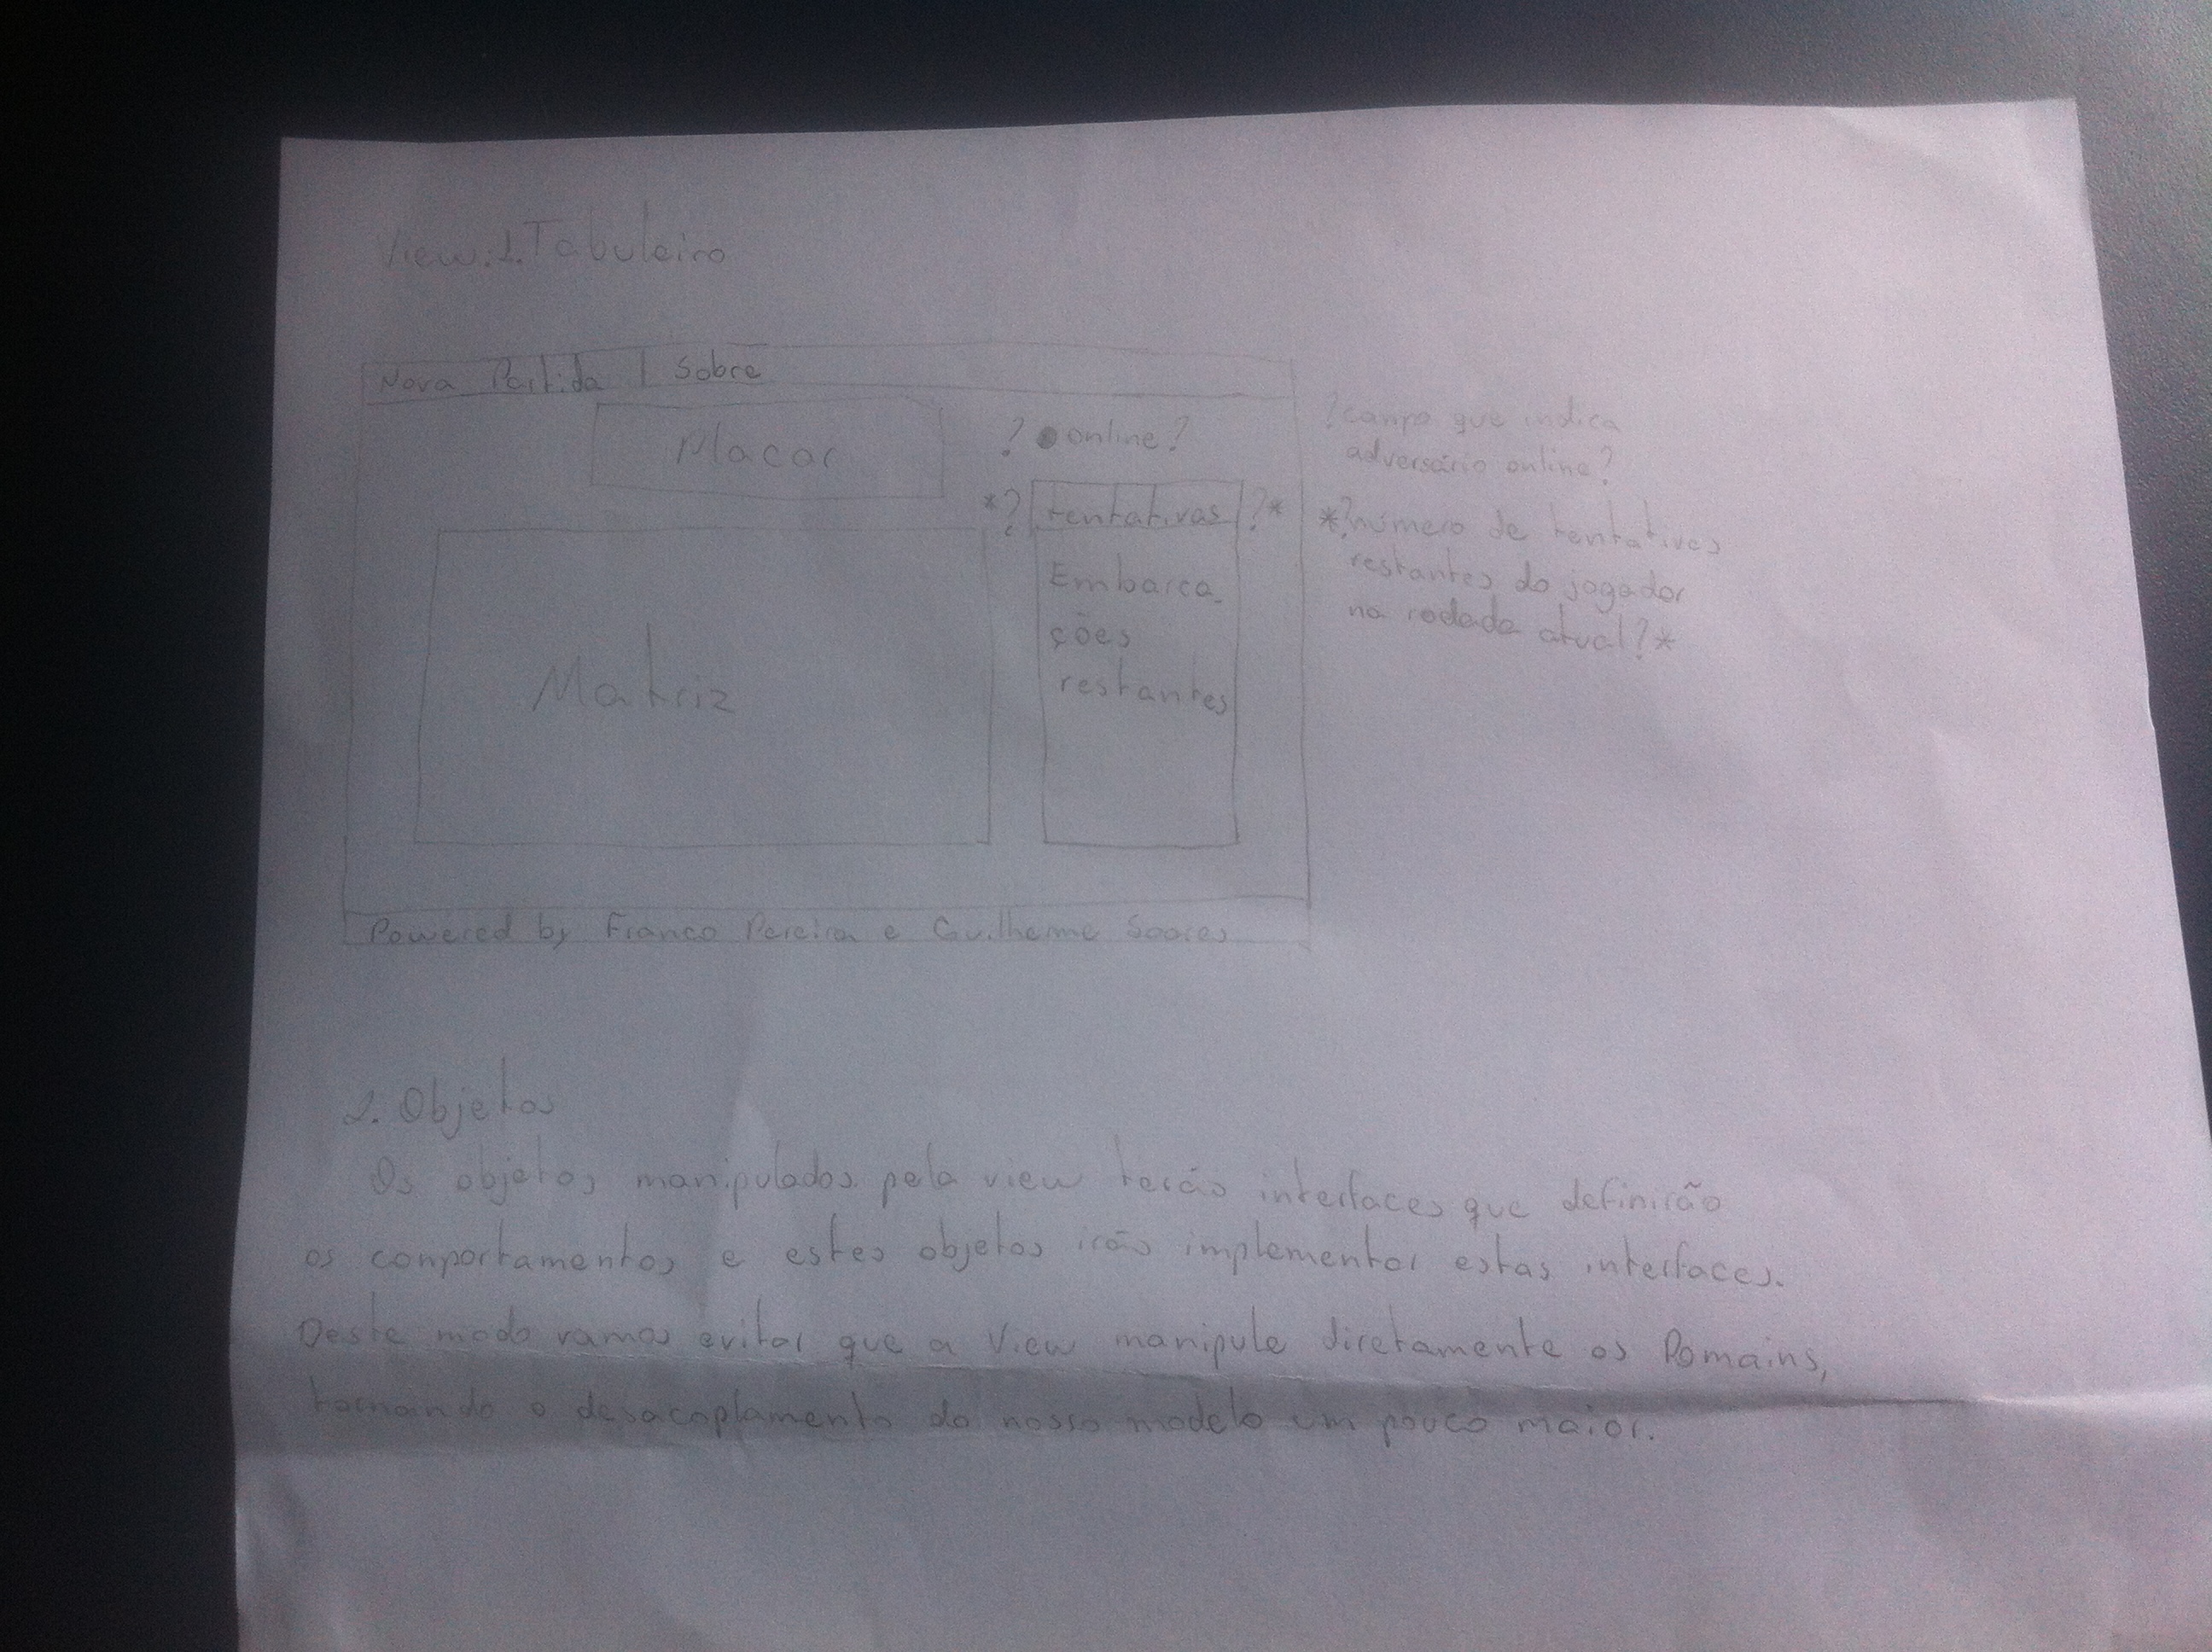 View: 1. Tabuleiro
Nova Partida | Sobre
Placar
? online?
*? tentativas ?*
Embarca-
ções
restantes
Matriz
Powered by Franco Pereira e Guilherme Soares
?campo que indica
adversário online?
*?número de tentativas
restantes do jogador
na rodada atual?*
2. Objetos
Os objetos manipulados pela view terão interfaces que definirão
os comportamentos e estes objetos irão implementar estas interfaces.
Deste modo vamos evitar que a View manipule diretamente os Domains,
tornando o desacoplamento do nosso modelo um pouco maior.